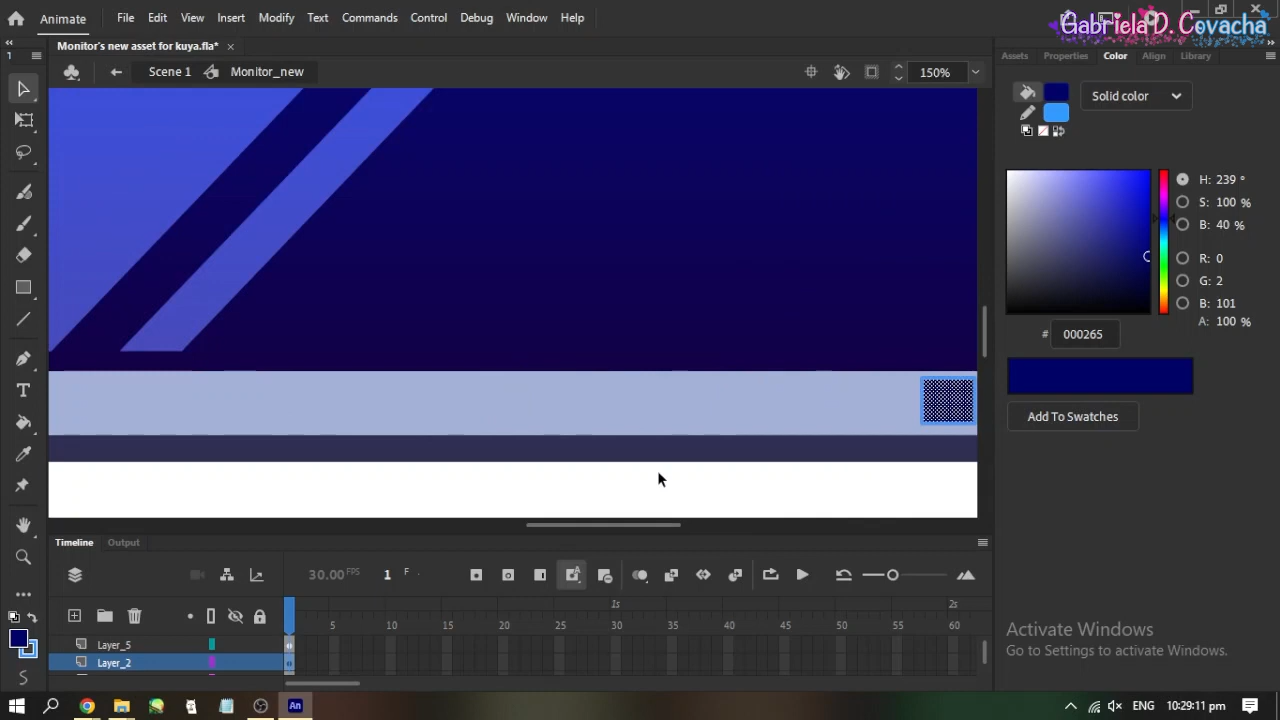 Animate File Edit View Insert Modify Text Commands Control Debug Window Help
Gabriela D. Covacha
Monitor's new asset for kuya.fla*
1
Assets Properties Color Align Library
Scene 1 Monitor_new 150%
Solid color
H: 239 °
S: 100 %
B: 40 %
R: 0
G: 2
B: 101
A: 100 %
# 000265
Add To Swatches
Timeline Output
30.00 FPS 1 F
1s 2s
5 10 15 20 25 30 35 40 45 50 55 60
Layer_5
Layer_2
Activate Windows
Go to Settings to activate Windows.
An
ENG 10:29:11 pm